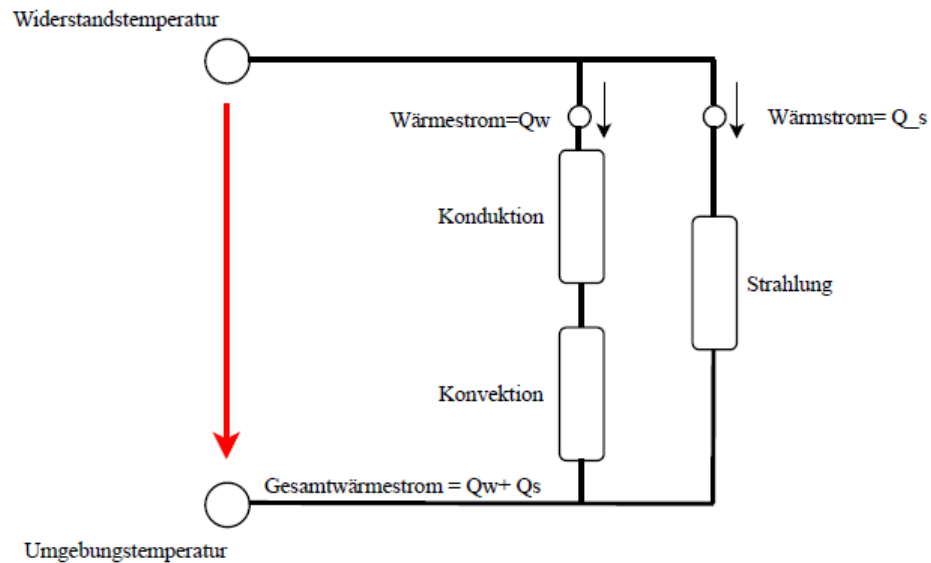 Widerstandstemperatur
Wärmestrom=Qw
Wärmstrom= Q_s
Konduktion
Strahlung
Konvektion
Gesamtwärmestrom = Qw+ Qs
Umgebungstemperatur